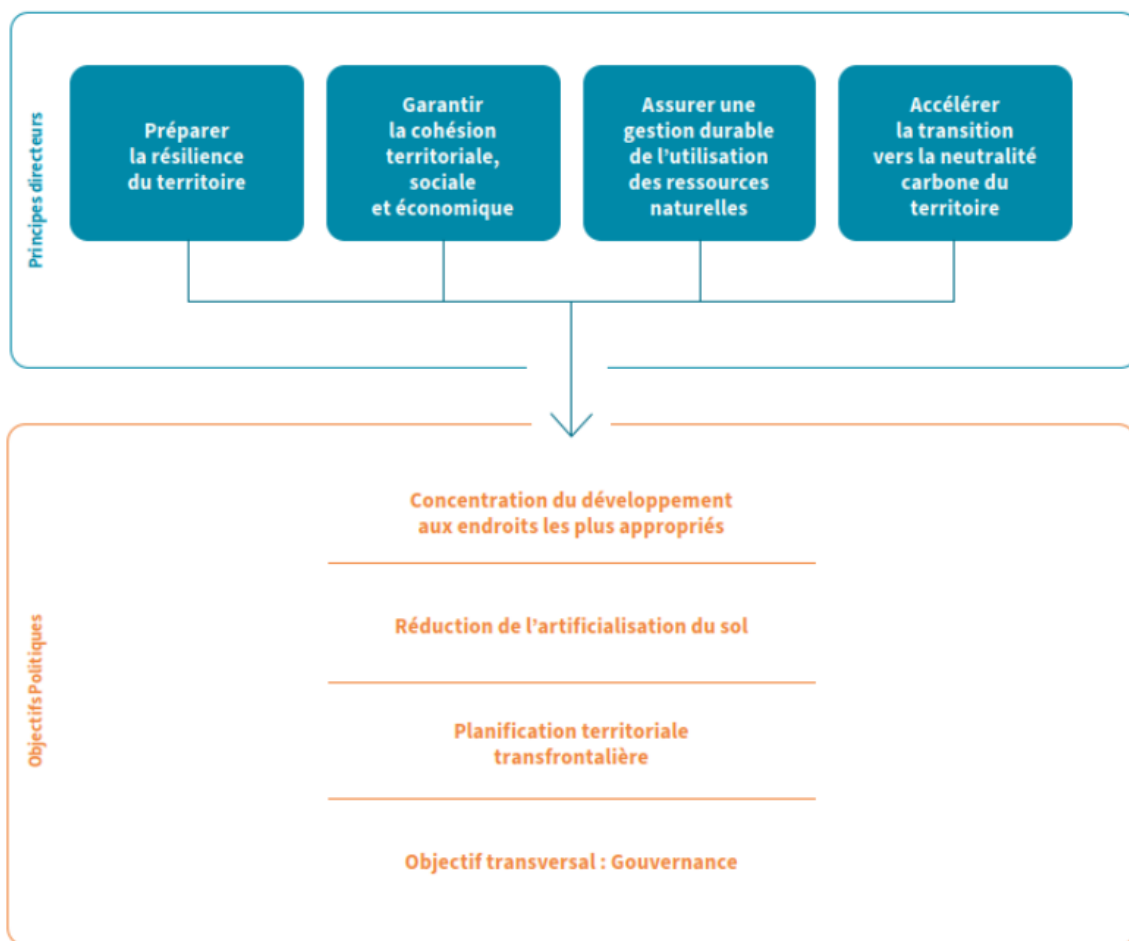 Principes directeurs
Préparer
la résilience
du territoire
Garantir
la cohésion
territoriale,
sociale
et économique
Assurer une
gestion durable
de l’utilisation
des ressources
naturelles
Accélérer
la transition
vers la neutralité
carbone du
territoire
Objectifs Politiques
Concentration du développement
aux endroits les plus appropriés
Réduction de l’artificialisation du sol
Planification territoriale
transfrontalière
Objectif transversal : Gouvernance